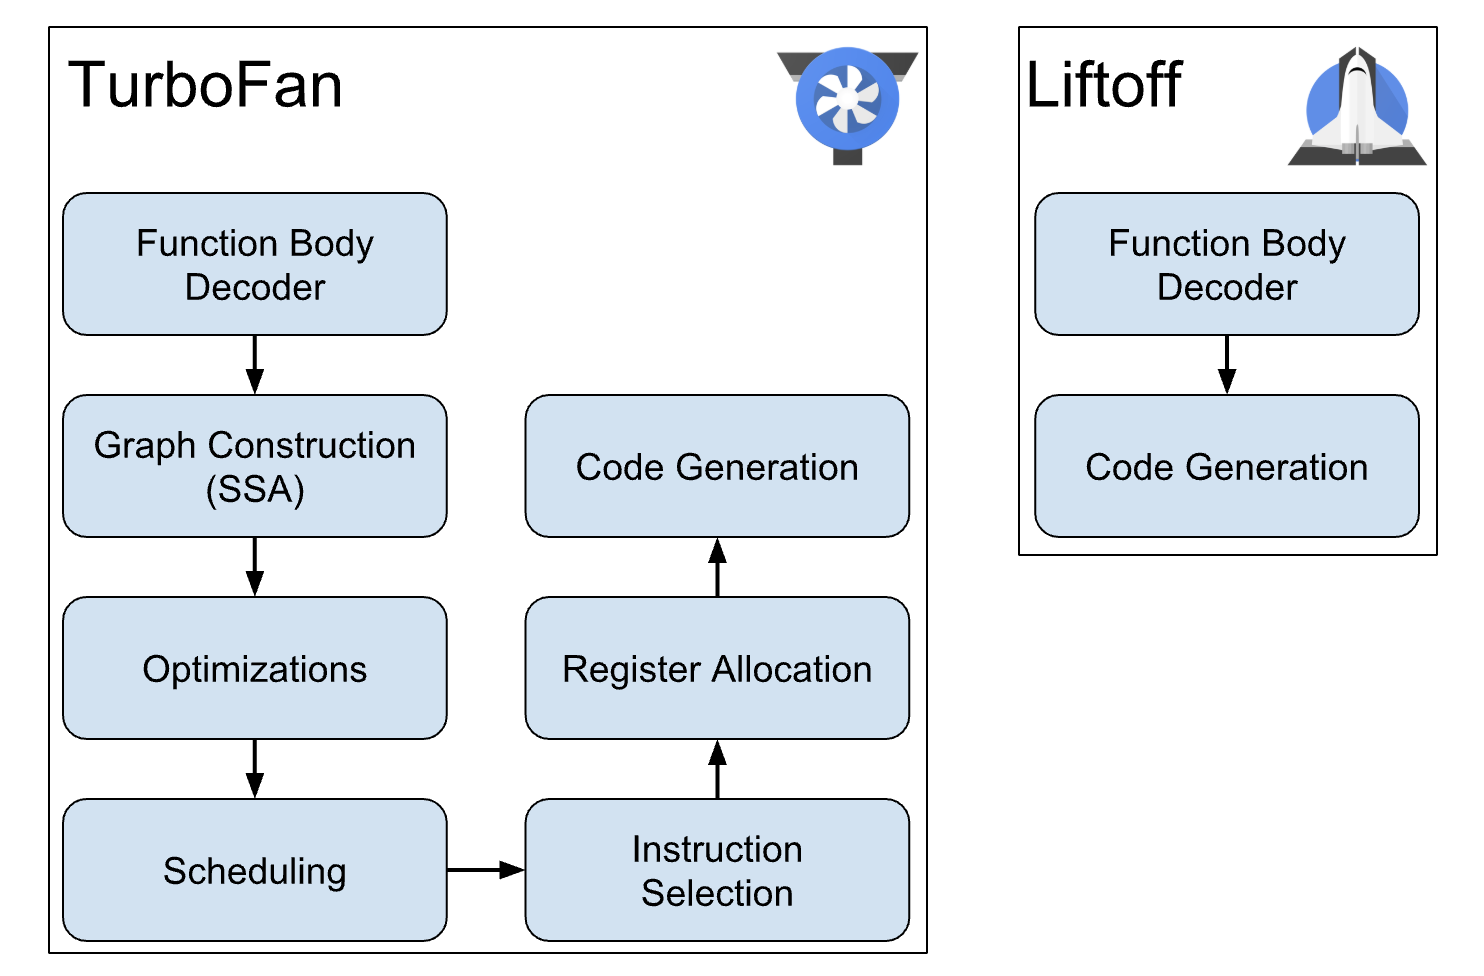 TurboFan
Function Body
Decoder
Graph Construction
(SSA)
Optimizations
Scheduling
Instruction
Selection
Register Allocation
Code Generation
Liftoff
Function Body
Decoder
Code Generation